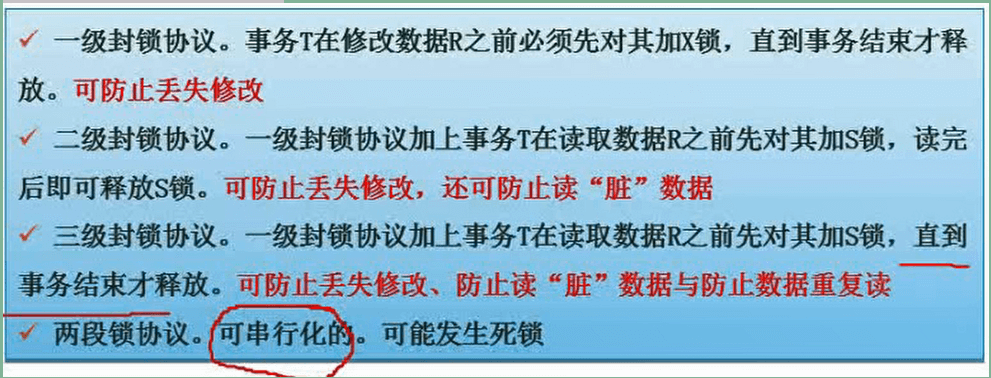 ✓ 一级封锁协议。事务T在修改数据R之前必须先对其加X锁，直到事务结束才释
放。可防止丢失修改
✓ 二级封锁协议。一级封锁协议加上事务T在读取数据R之前先对其加S锁，读完
后即可释放S锁。可防止丢失修改，还可防止读“脏”数据
✓ 三级封锁协议。一级封锁协议加上事务T在读取数据R之前先对其加S锁，直到
事务结束才释放。可防止丢失修改、防止读“脏”数据与防止数据重复读
✓ 两段锁协议。可串行化的。可能发生死锁